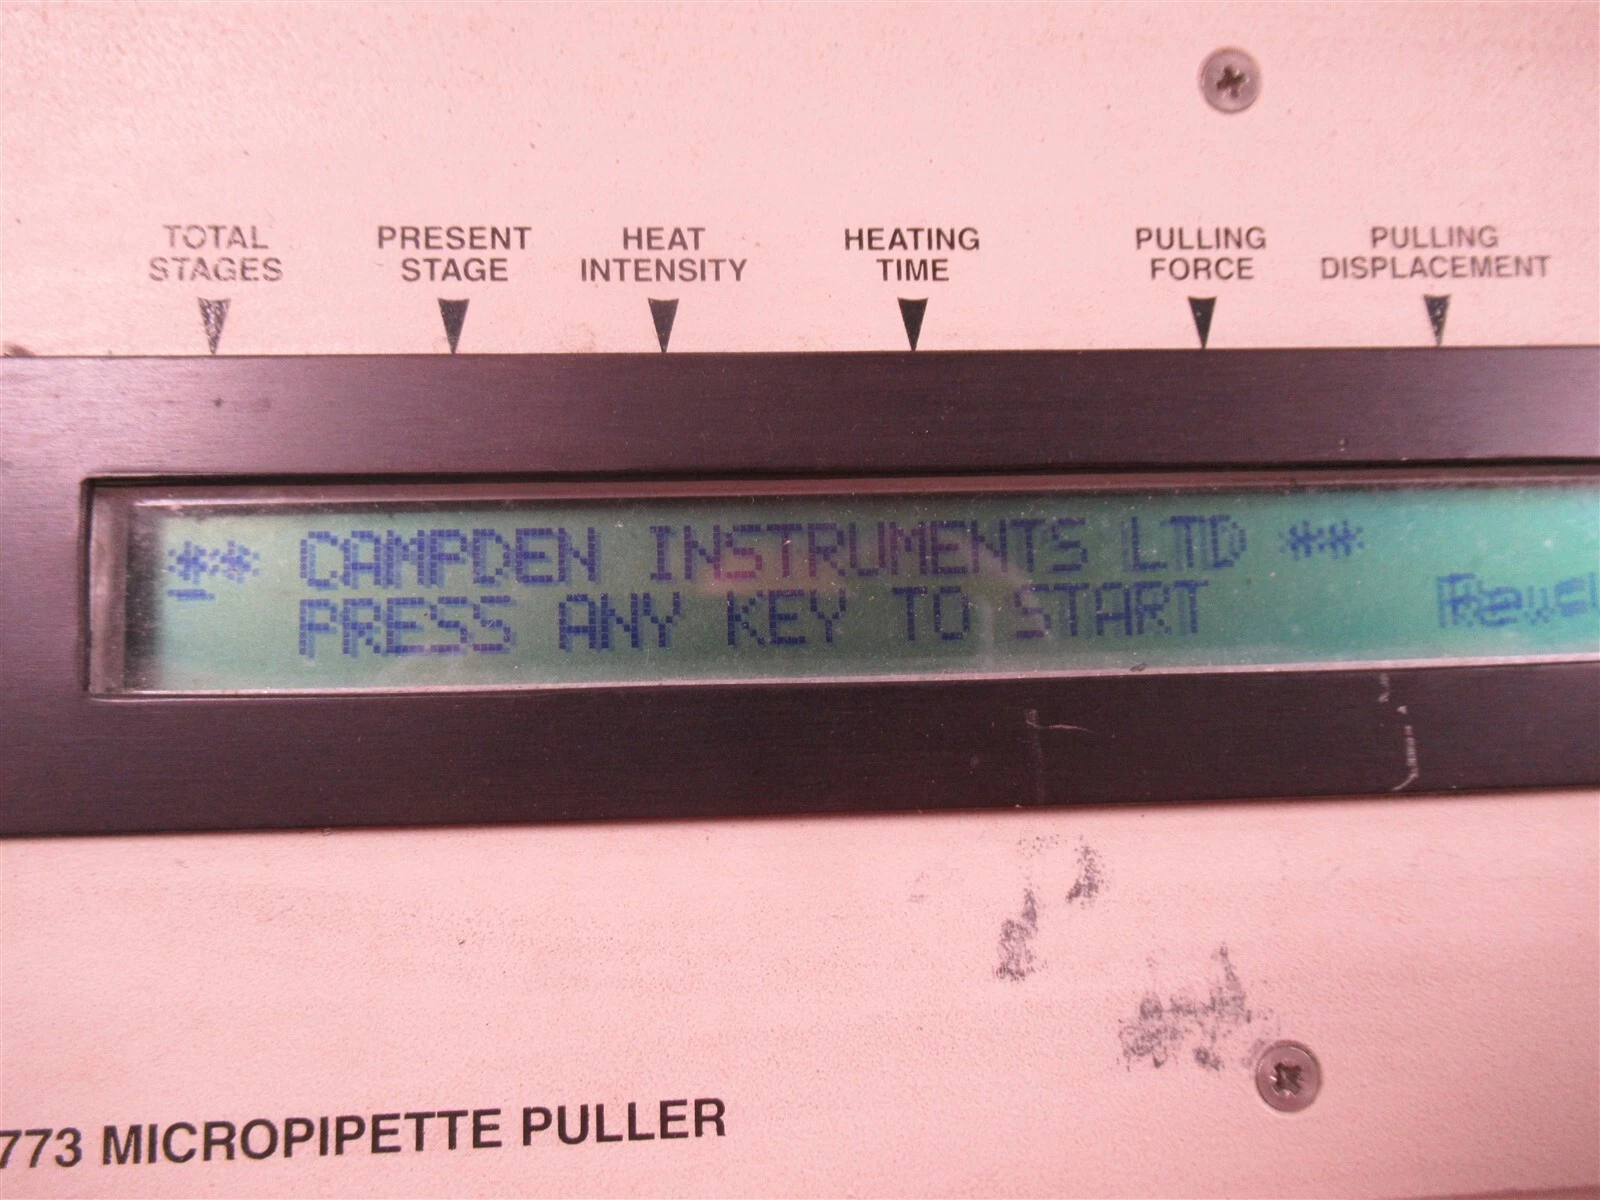 TOTAL STAGES
PRESENT STAGE
HEAT INTENSITY
HEATING TIME
PULLING FORCE
PULLING DISPLACEMENT
** CAMPDEN INSTRUMENTS LTD **
PRESS ANY KEY TO START
773 MICROPIPETTE PULLER